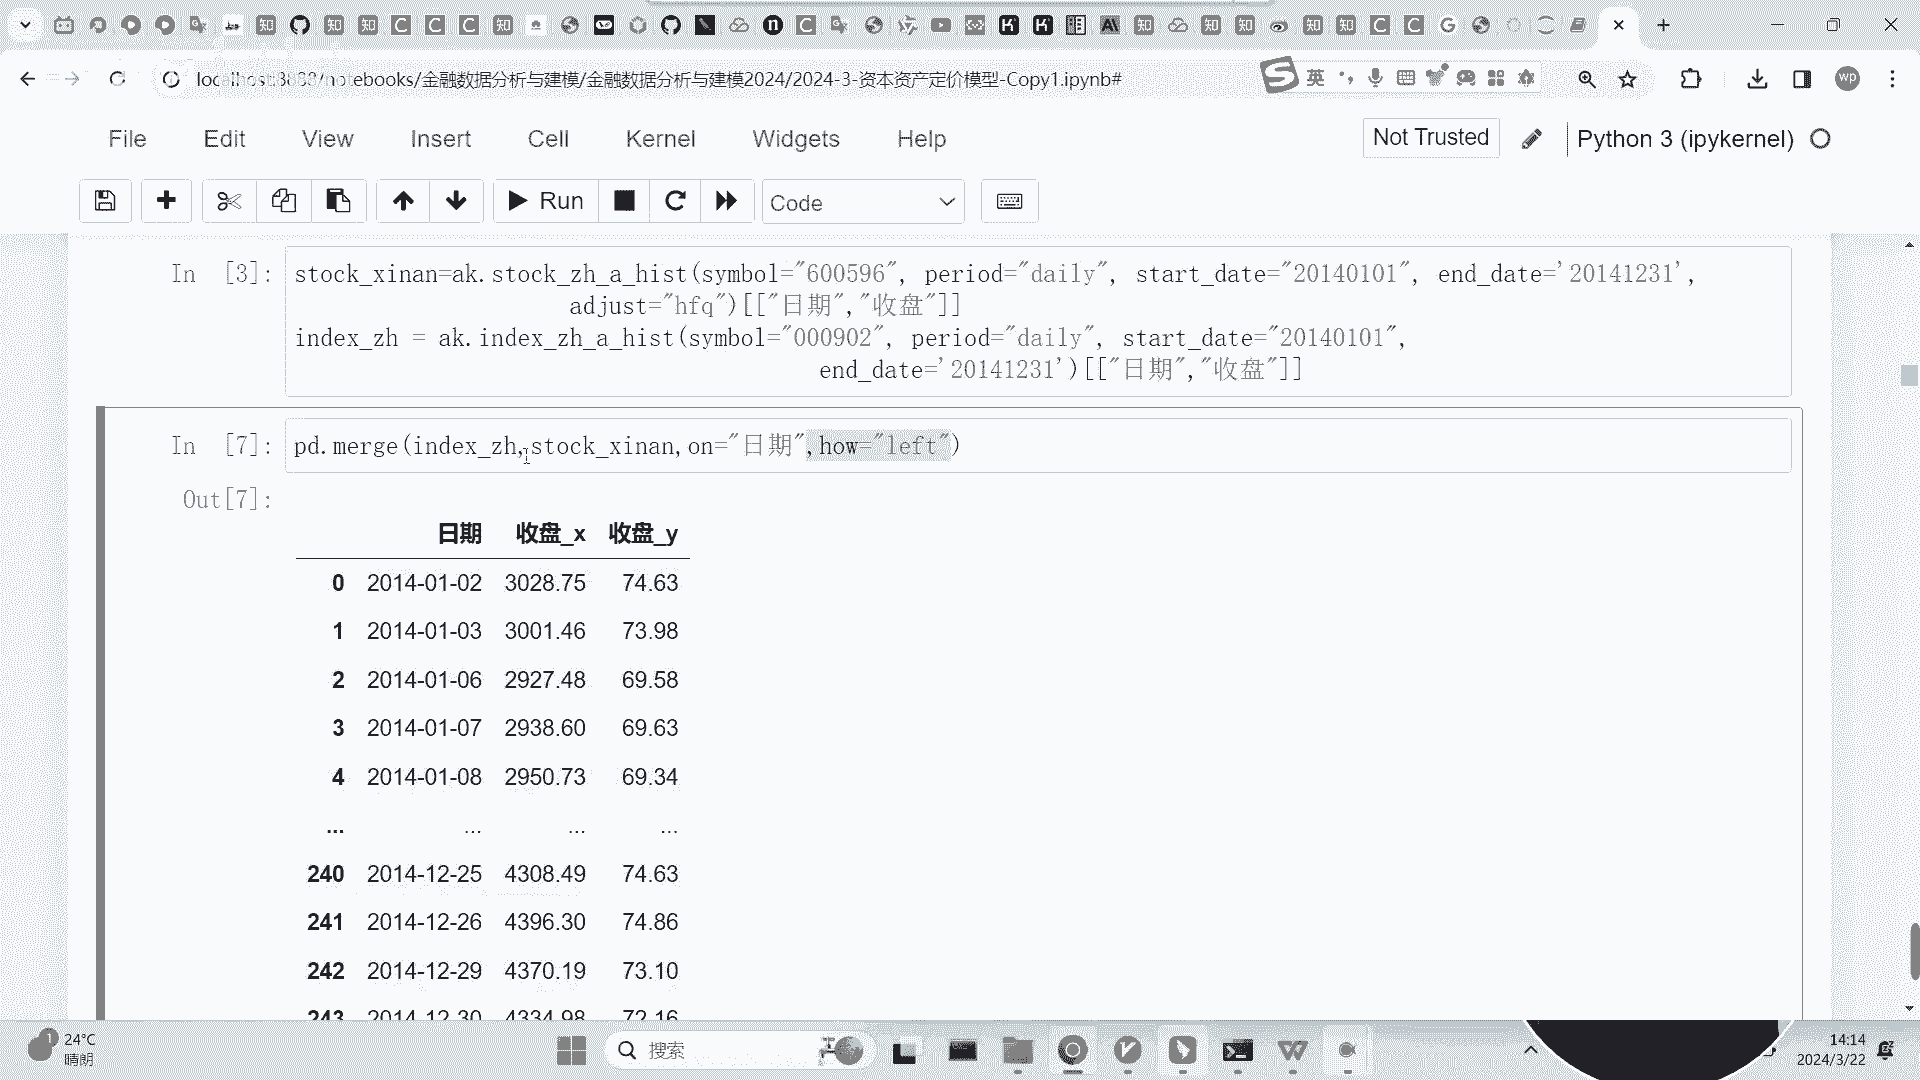 localhost:8888/notebooks/金融数据分析与建模/金融数据分析与建模2024/2024-3-资本资产定价模型-Copy1.ipynb#
英
wp
File Edit View Insert Cell Kernel Widgets Help
Not Trusted
Python 3 (ipykernel)
Run
Code
In [3]:
stock_xinan=ak.stock_zh_a_hist(symbol="600596", period="daily", start_date="20140101", end_date='20141231',
adjust="hfq")[["日期","收盘"]]
index_zh = ak.index_zh_a_hist(symbol="000902", period="daily", start_date="20140101",
end_date='20141231')[["日期","收盘"]]
In [7]:
pd.merge(index_zh,stock_xinan,on="日期",how="left")
Out[7]:
日期 收盘_x 收盘_y
0 2014-01-02 3028.75 74.63
1 2014-01-03 3001.46 73.98
2 2014-01-06 2927.48 69.58
3 2014-01-07 2938.60 69.63
4 2014-01-08 2950.73 69.34
... ... ... ...
240 2014-12-25 4308.49 74.63
241 2014-12-26 4396.30 74.86
242 2014-12-29 4370.19 73.10
243 2014-12-30 4334.98 72.16
1
24°C
晴朗
搜索
14:14
2024/3/22